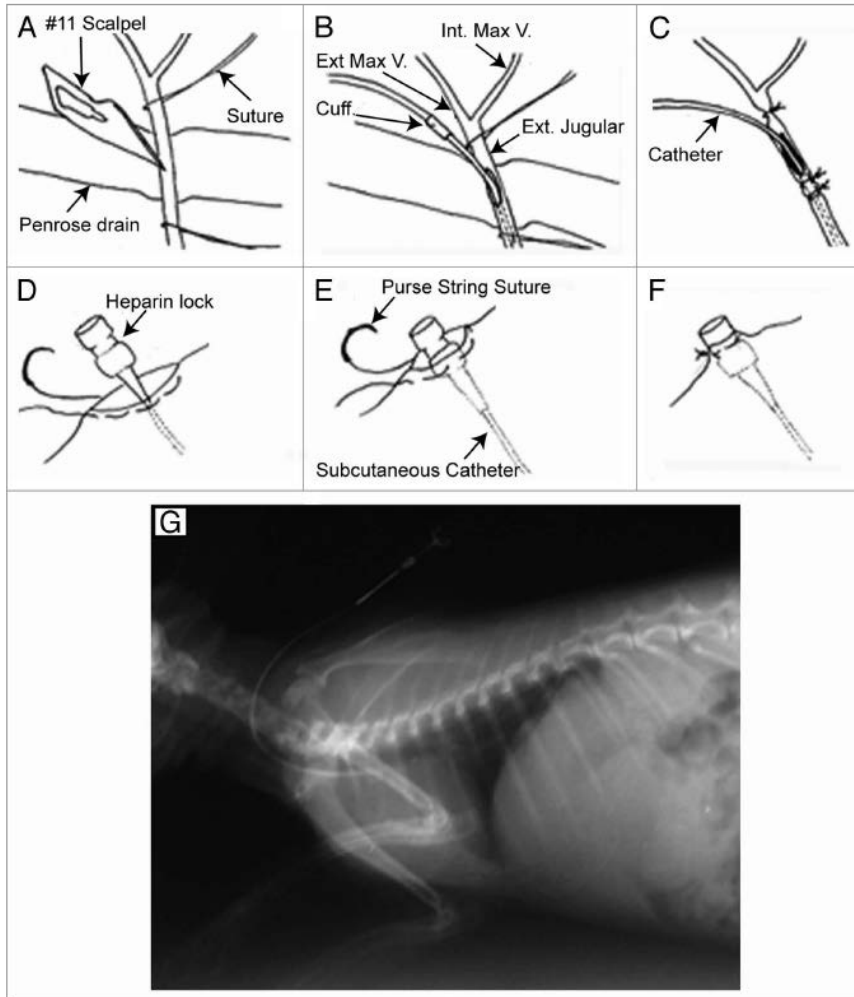 A
#11 Scalpel
Suture
Penrose drain
B
Int. Max V.
Ext Max V.
Cuff
Ext. Jugular
C
Catheter
D
Heparin lock
E
Purse String Suture
Subcutaneous Catheter
F
G